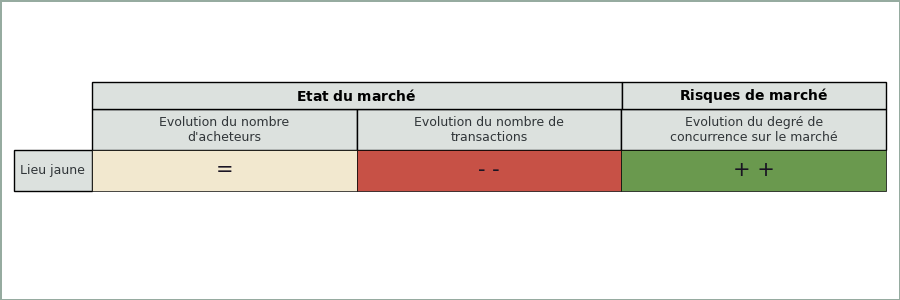 Etat du marché
Risques de marché
Evolution du nombre
d'acheteurs
Evolution du nombre de
transactions
Evolution du degré de
concurrence sur le marché
Lieu jaune
=
- -
+ +